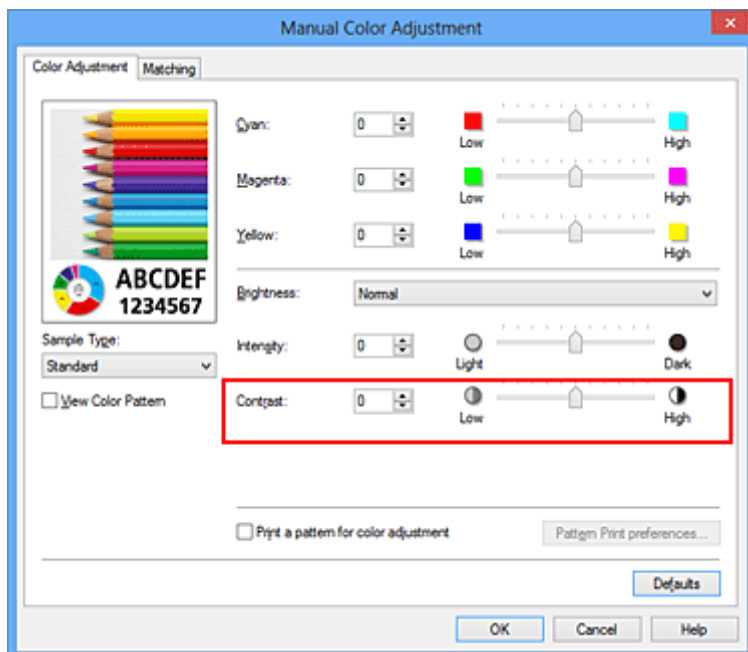 Manual Color Adjustment
Color Adjustment Matching
Cyan: 0 Low High
Magenta: 0 Low High
Yellow: 0 Low High
ABCDEF
1234567
Brightness: Normal
Sample Type:
Standard
Intensity: 0 Light Dark
View Color Pattern
Contrast: 0 Low High
Print a pattern for color adjustment Pattern Print preferences...
Defaults
OK Cancel Help